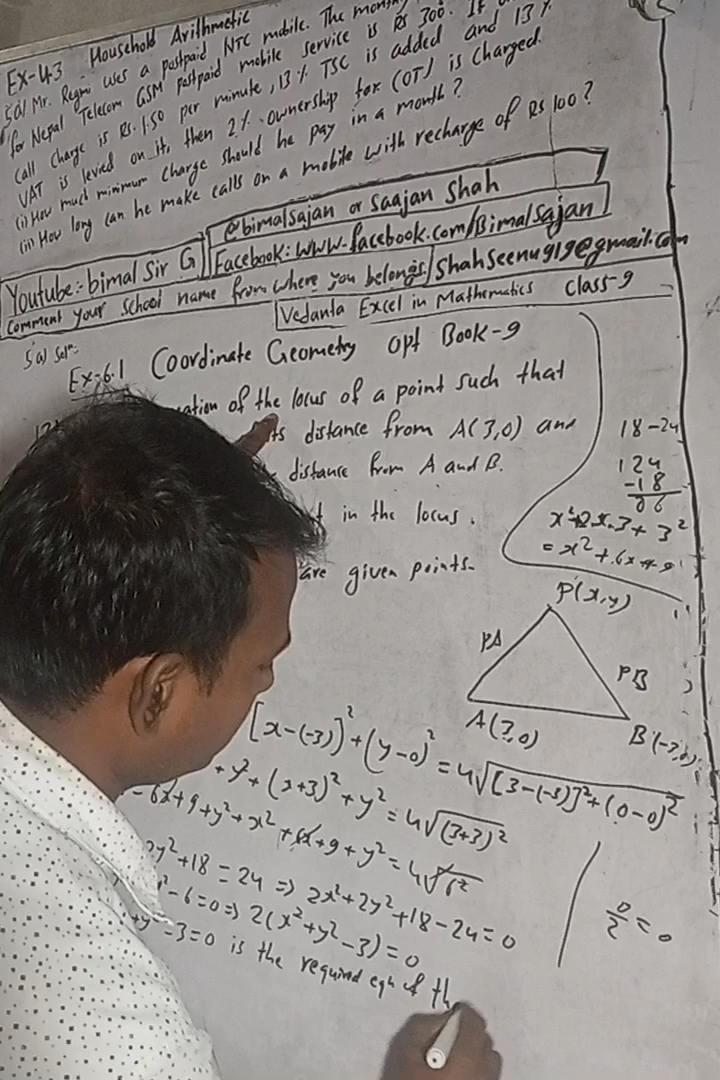 Ex-4.3 Household Arithmetic
5a) Mr. Regmi uses a postpaid NTC mobile. The
for Nepal Telecom GSM postpaid mobile service is Rs 300.
call charge is Rs. 1.50 per minute, 13% TSC is added and 13%
VAT is levied on it, then 2% ownership tax (OT) is charged.
(i) How much minimum charge should he pay in a month?
(ii) How long can he make calls on a mobile with recharge of Rs 100?
@bimalsajan or saajan shah
Youtube:- bimal Sir G
Facebook: www.facebook.com/Bimalsajan
comment your school name from where you belongs.
shahseenu919@gmail.com
Vedanta Excel in Mathematics Class-9
5a) Solⁿ:
Ex:-6.1 Coordinate Geometry opt Book-9
of the locus of a point such that
its distance from A(3,0) and
distance from A and B.
in the locus.
are given points.
18-24
124
-18
06
= x²+6x+9
P(x,y)
PA
PB
[x-(-3)]²+(y-0)² = 4√[3-(-3)]²+(0-0)²
+y²+(x+3)²+y² = 4√(3+3)²
-6x+9+y²+x²+6x+9+y² = 4√6²
2y²+18 = 24 => 2x²+2y²+18-24=0
-6=0 => 2(x²+y²-3)=0
+y²-3=0 is the required eqn of th
0/2 = 0